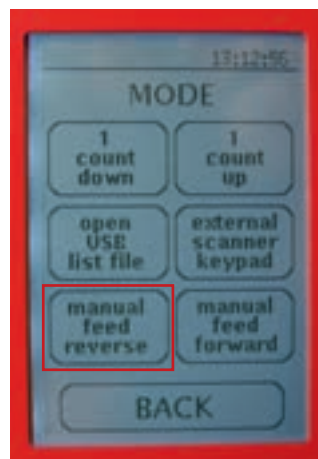 13:12:56
MODE
1
count
down
1
count
up
open
USB
list file
external
scanner
keypad
manual
feed
reverse
manual
feed
forward
BACK